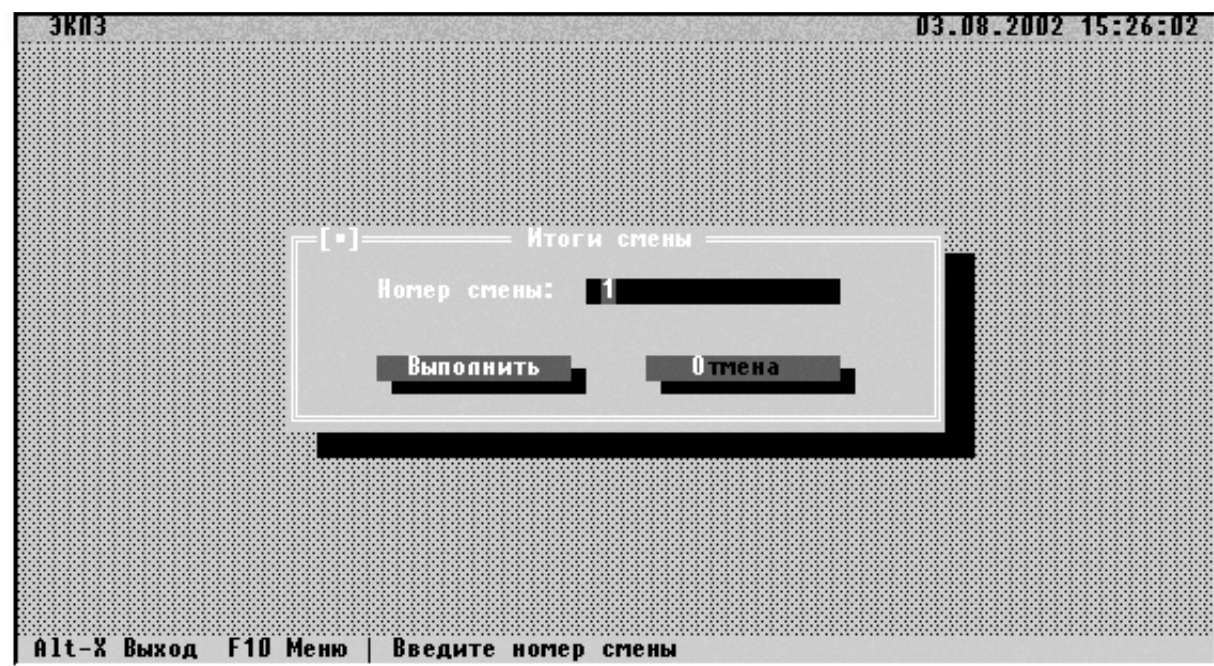 ЭКПЗ 03.08.2002 15:26:02
[▪] Итоги смены
Номер смены: 1
Выполнить Отмена
Alt-X Выход F10 Меню | Введите номер смены